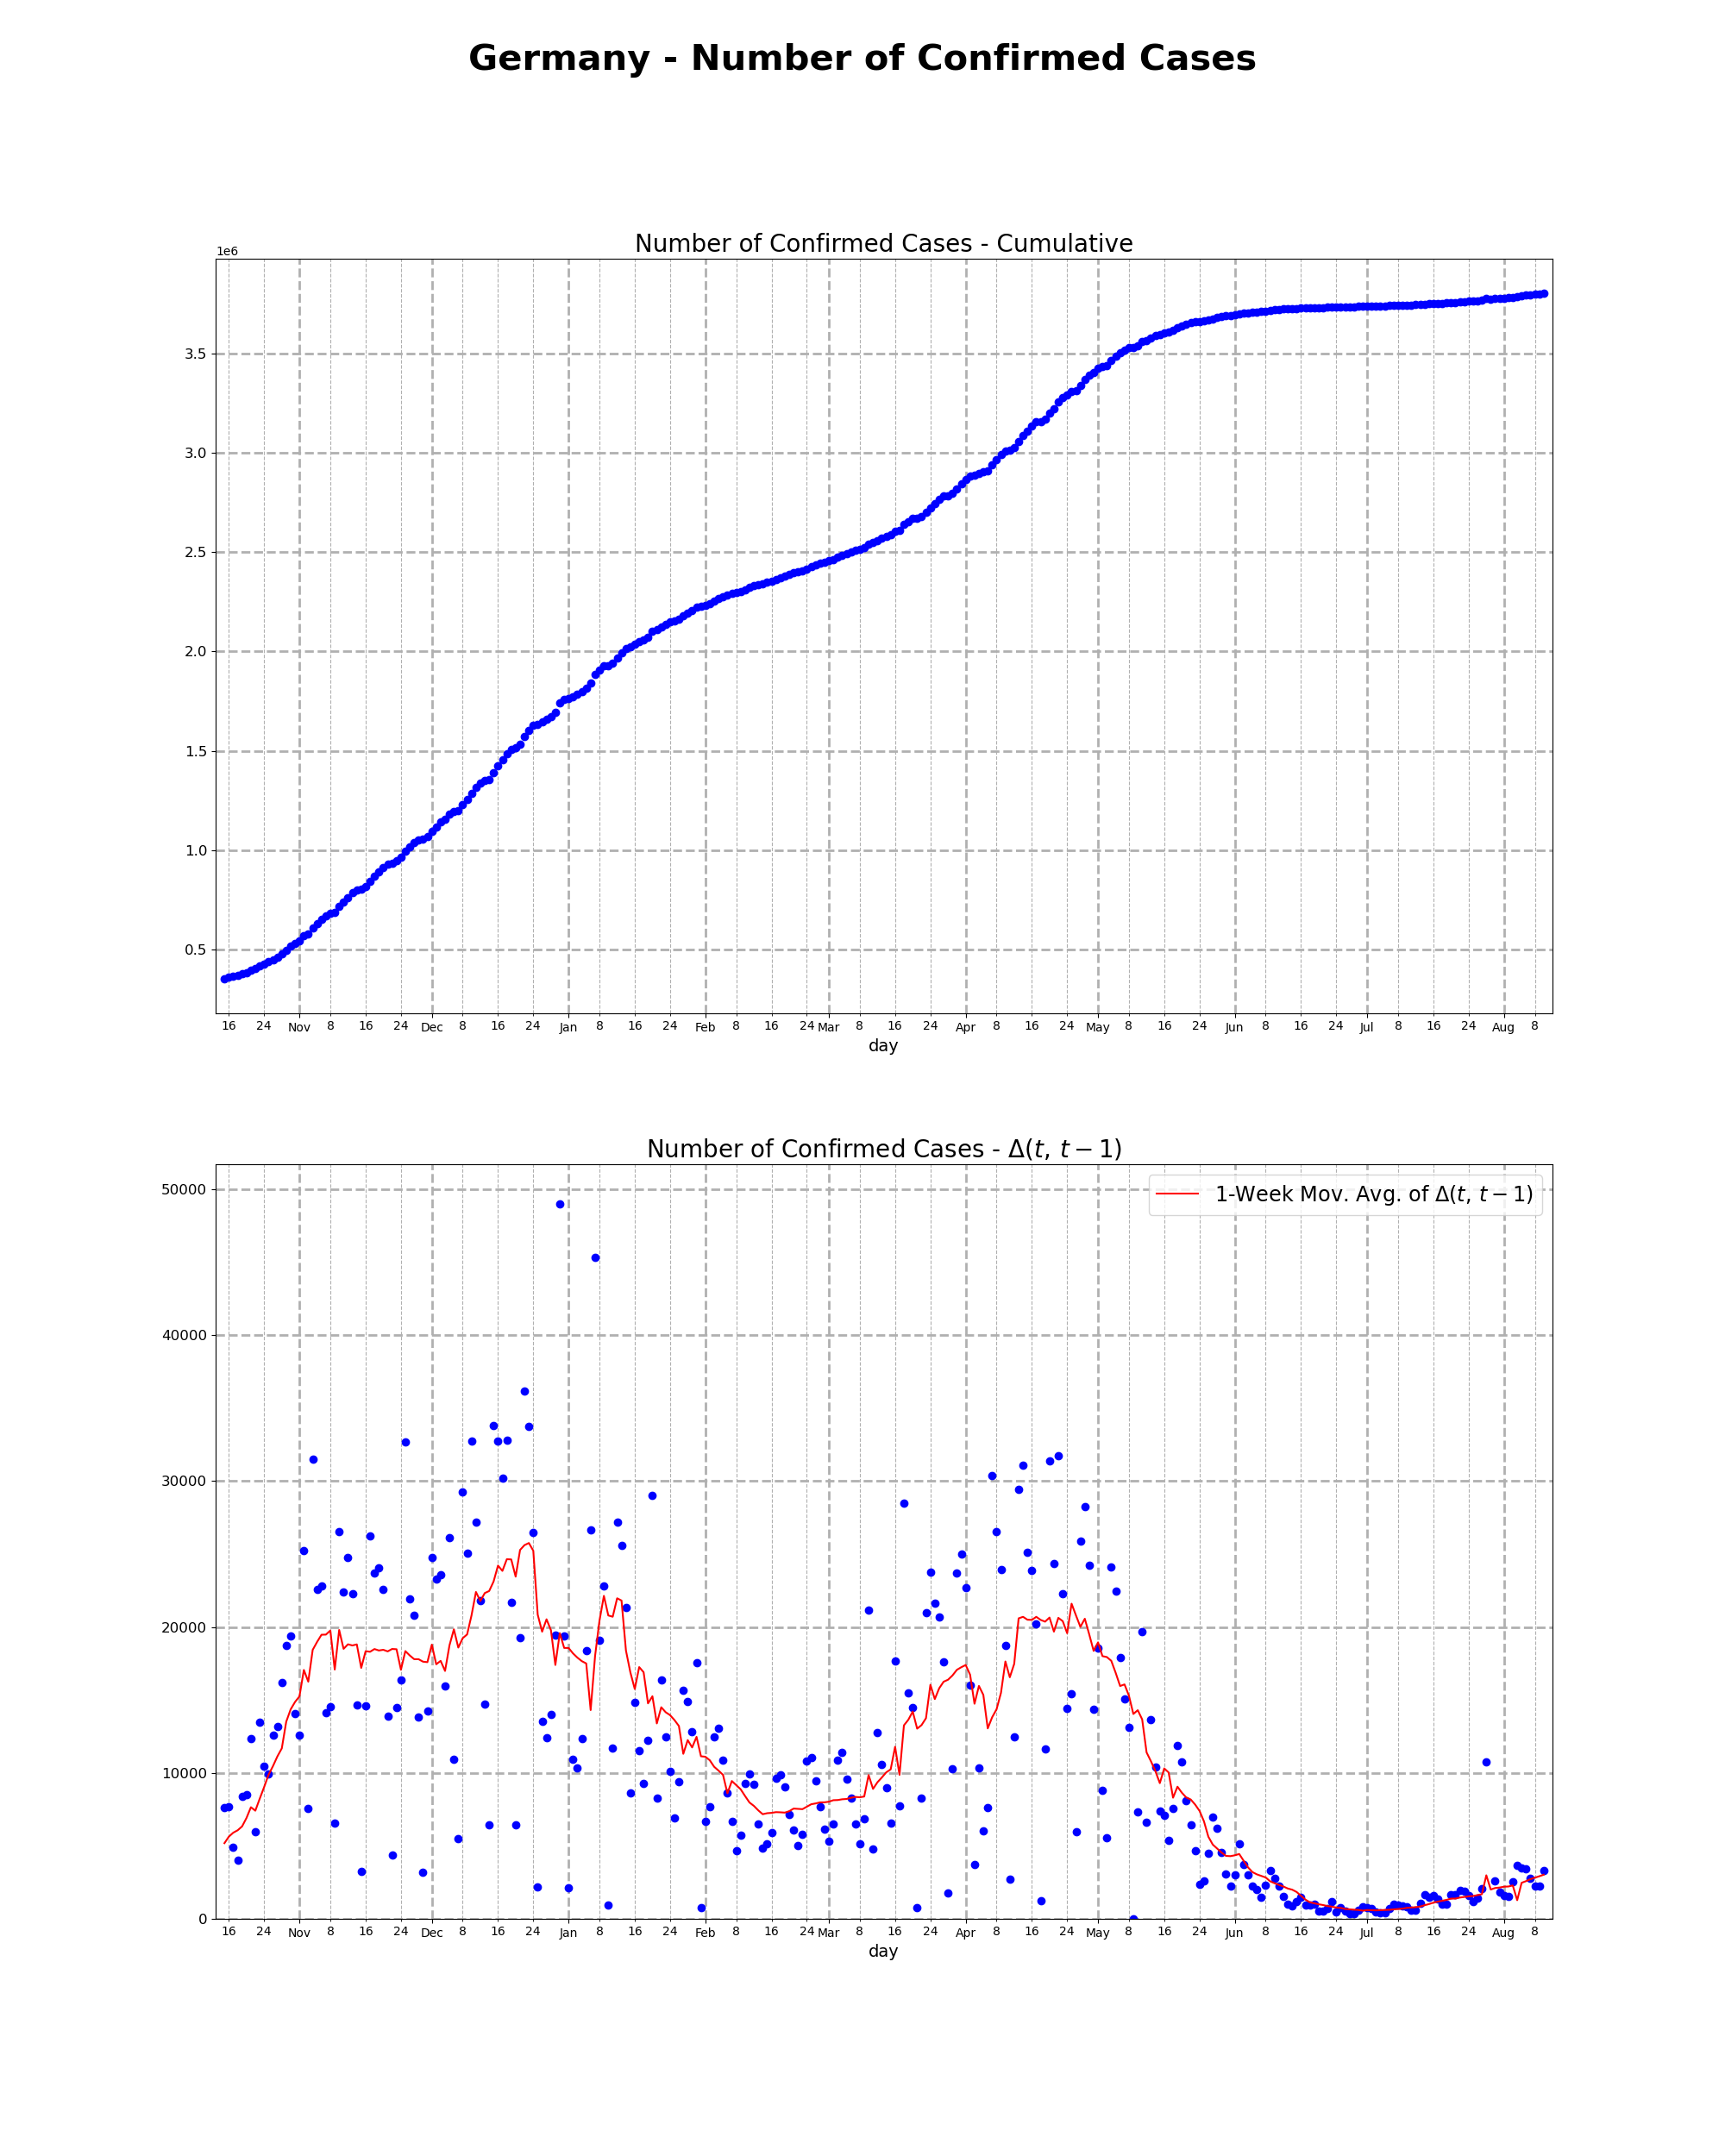 Germany - Number of Confirmed Cases
Number of Confirmed Cases - Cumulative
1e6
3.5
3.0
2.5
2.0
1.5
1.0
0.5
16 24 Nov 8 16 24 Dec 8 16 24 Jan 8 16 24 Feb 8 16 24 Mar 8 16 24 Apr 8 16 24 May 8 16 24 Jun 8 16 24 Jul 8 16 24 Aug 8
day
Number of Confirmed Cases - Δ(t, t − 1)
1-Week Mov. Avg. of Δ(t, t − 1)
50000
40000
30000
20000
10000
0
16 24 Nov 8 16 24 Dec 8 16 24 Jan 8 16 24 Feb 8 16 24 Mar 8 16 24 Apr 8 16 24 May 8 16 24 Jun 8 16 24 Jul 8 16 24 Aug 8
day